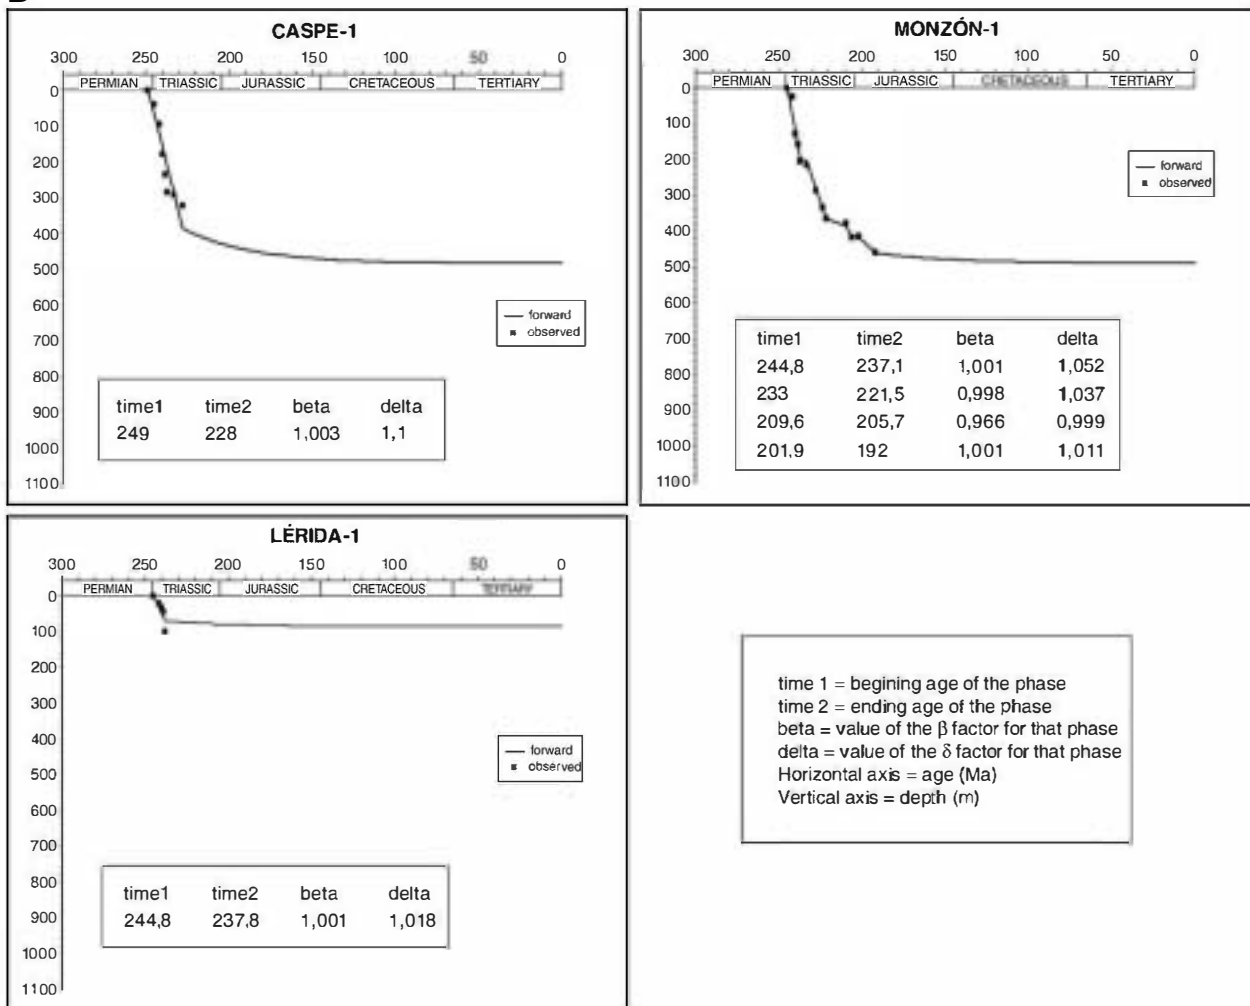 CASPE-1
300 250 200 150 100 50 0
PERMIAN TRIASSIC JURASSIC CRETACEOUS TERTIARY
0
100
200
300
400
500
600
700
800
900
1000
1100
forward
observed
time1 time2 beta delta
249 228 1,003 1,1
MONZÓN-1
300 250 200 150 100 50 0
PERMIAN TRIASSIC JURASSIC CRETACEOUS TERTIARY
0
100
200
300
400
500
600
700
800
900
1000
1100
forward
observed
time1 time2 beta delta
244,8 237,1 1,001 1,052
233 221,5 0,998 1,037
209,6 205,7 0,966 0,999
201,9 192 1,001 1,011
LÉRIDA-1
300 250 200 150 100 50 0
PERMIAN TRIASSIC JURASSIC CRETACEOUS TERTIARY
0
100
200
300
400
500
600
700
800
900
1000
1100
forward
observed
time1 time2 beta delta
244,8 237,8 1,001 1,018
time 1 = begining age of the phase
time 2 = ending age of the phase
beta = value of the β factor for that phase
delta = value of the δ factor for that phase
Horizontal axis = age (Ma)
Vertical axis = depth (m)